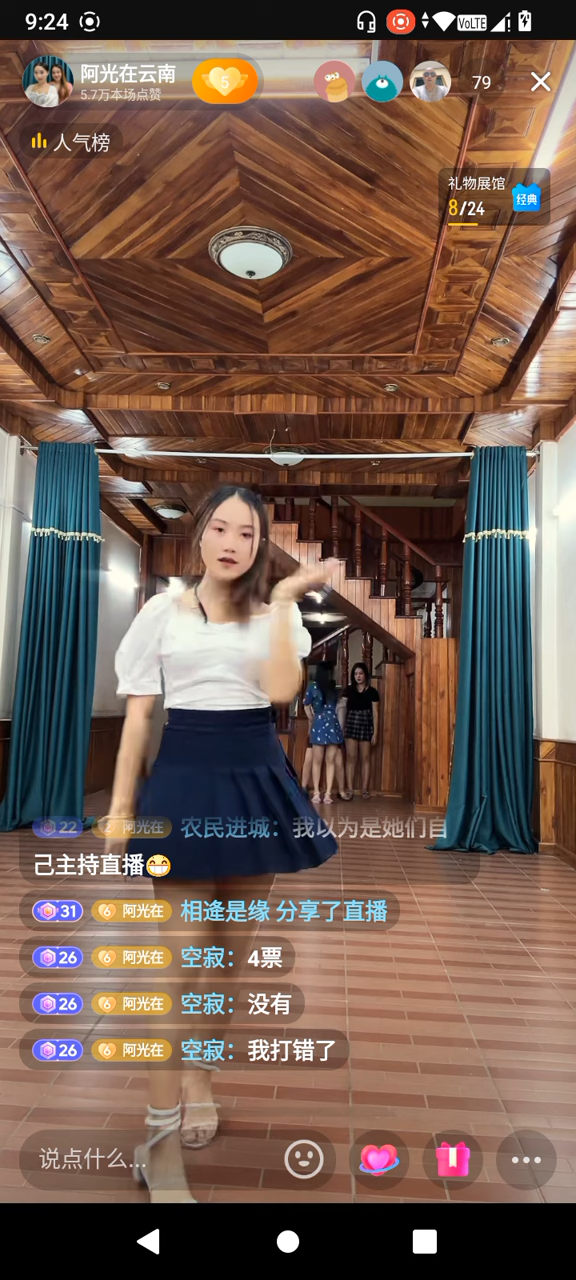 9:24
VoLTE
阿光在云南
5.7万本场点赞
5
79
人气榜
礼物展馆
8/24
经典
22 阿光在 农民进城：我以为是她们自
己主持直播😁
31 6 阿光在 相逢是缘 分享了直播
26 6 阿光在 空寂：4票
26 6 阿光在 空寂：没有
26 6 阿光在 空寂：我打错了
说点什么...